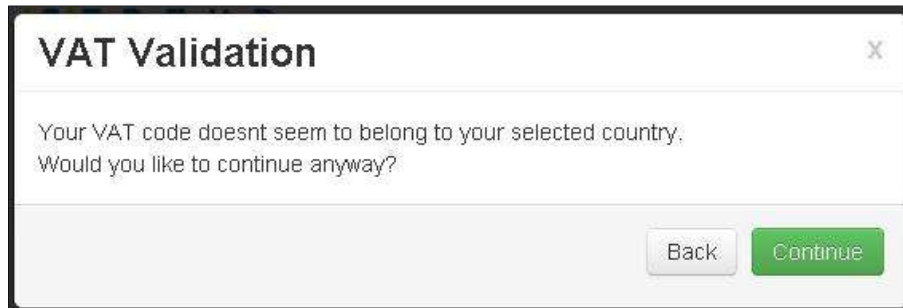 VAT Validation
x
Your VAT code doesnt seem to belong to your selected country.
Would you like to continue anyway?
Back
Continue